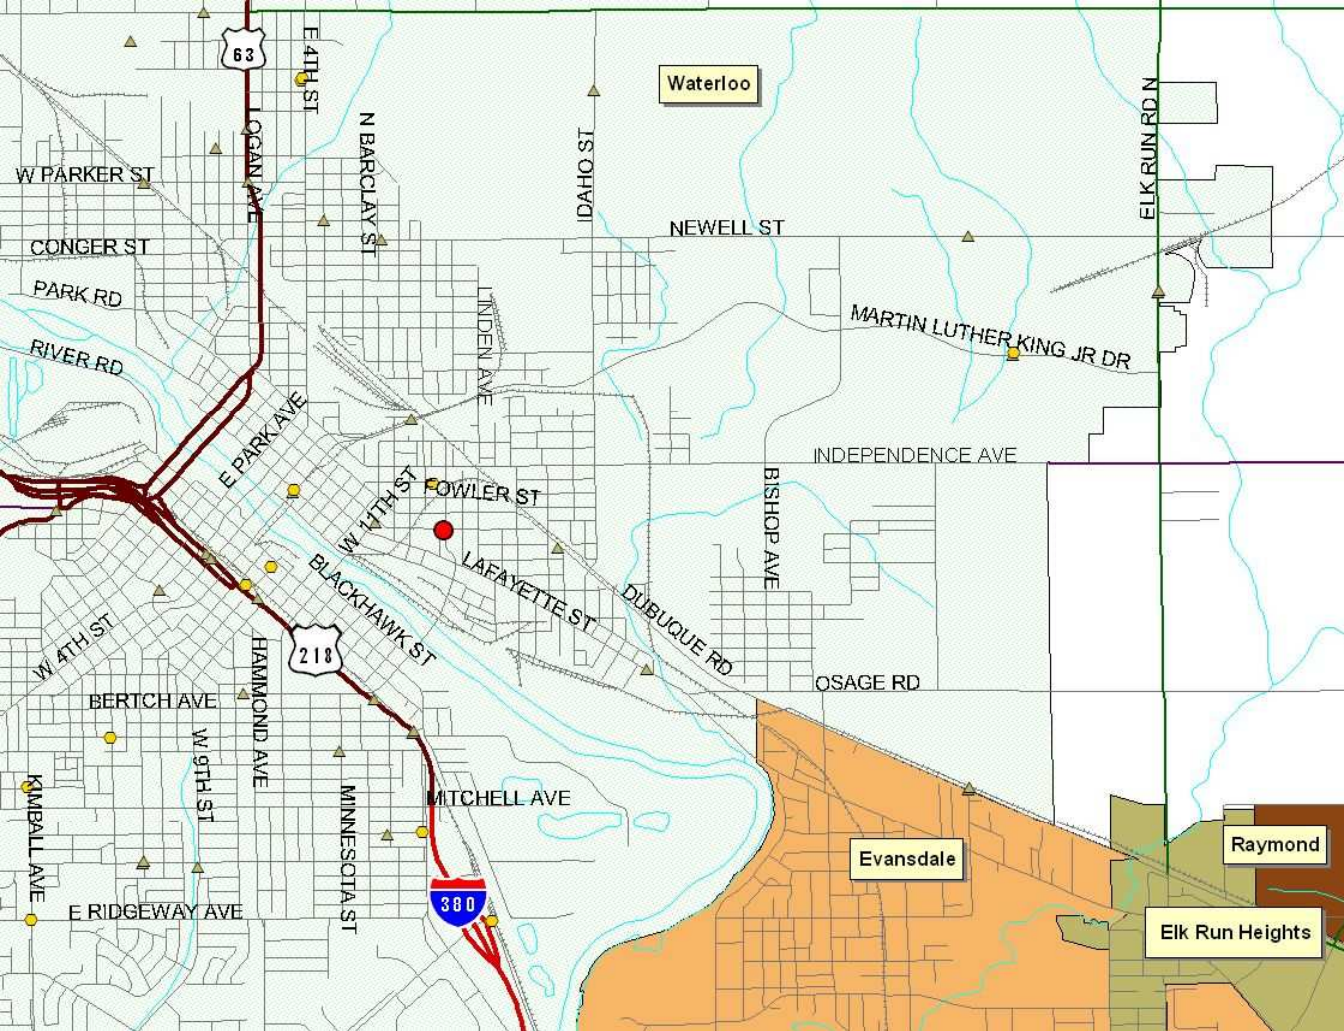 63
E 4TH ST
Waterloo
LOGAN AVE
N BARCLAY ST
IDAHO ST
ELK RUN RD N
W PARKER ST
NEWELL ST
CONGER ST
PARK RD
LINDEN AVE
MARTIN LUTHER KING JR DR
RIVER RD
E PARK AVE
INDEPENDENCE AVE
W 11TH ST
FOWLER ST
BISHOP AVE
BLACKHAWK ST
LAFAYETTE ST
DUBUQUE RD
W 4TH ST
218
HAMMOND AVE
OSAGE RD
BERTCH AVE
W 9TH ST
KIMBALL AVE
MINNESOTA ST
MITCHELL AVE
Evansdale
Raymond
380
E RIDGEWAY AVE
Elk Run Heights